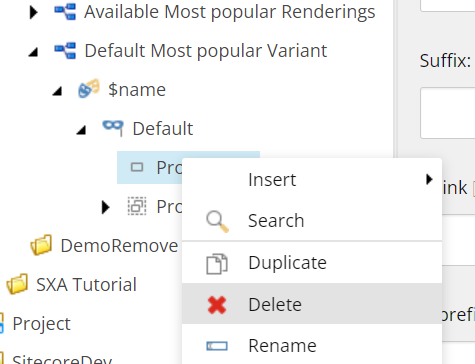 Available Most popular Renderings
Default Most popular Variant
Suffix:
$name
Default
Pro
Insert
ink
Pro
Search
DemoRemove
Duplicate
SXA Tutorial
Delete
Project
Rename
SitecoreDev